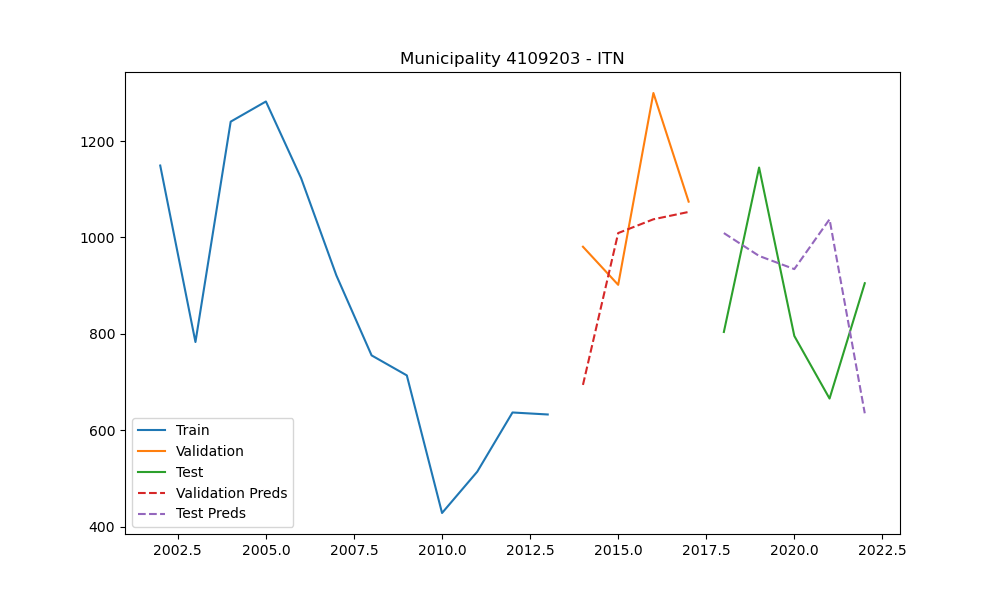 Municipality 4109203 - ITN
1200
1000
800
600
400
Train
Validation
Test
Validation Preds
Test Preds
2002.5 2005.0 2007.5 2010.0 2012.5 2015.0 2017.5 2020.0 2022.5